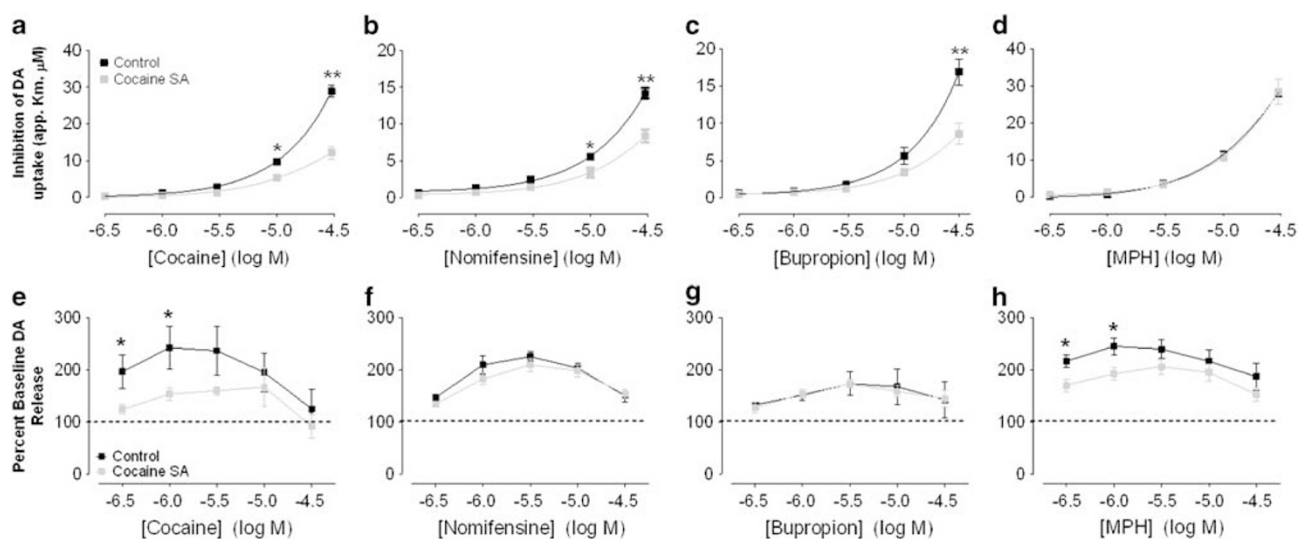 a
Inhibition of DA
uptake (app. Km. μM)
40
30
20
10
0
Control
Cocaine SA
*
**
-6.5 -6.0 -5.5 -5.0 -4.5
[Cocaine] (log M)
b
20
15
10
5
0
*
**
-6.5 -6.0 -5.5 -5.0 -4.5
[Nomifensine] (log M)
c
20
15
10
5
0
**
-6.5 -6.0 -5.5 -5.0 -4.5
[Bupropion] (log M)
d
40
30
20
10
0
-6.5 -6.0 -5.5 -5.0 -4.5
[MPH] (log M)
e
Percent Baseline DA
Release
300
200
100
0
*
*
Control
Cocaine SA
-6.5 -6.0 -5.5 -5.0 -4.5
[Cocaine] (log M)
f
300
200
100
0
-6.5 -6.0 -5.5 -5.0 -4.5
[Nomifensine] (log M)
g
300
200
100
0
-6.5 -6.0 -5.5 -5.0 -4.5
[Bupropion] (log M)
h
300
200
100
0
*
*
-6.5 -6.0 -5.5 -5.0 -4.5
[MPH] (log M)